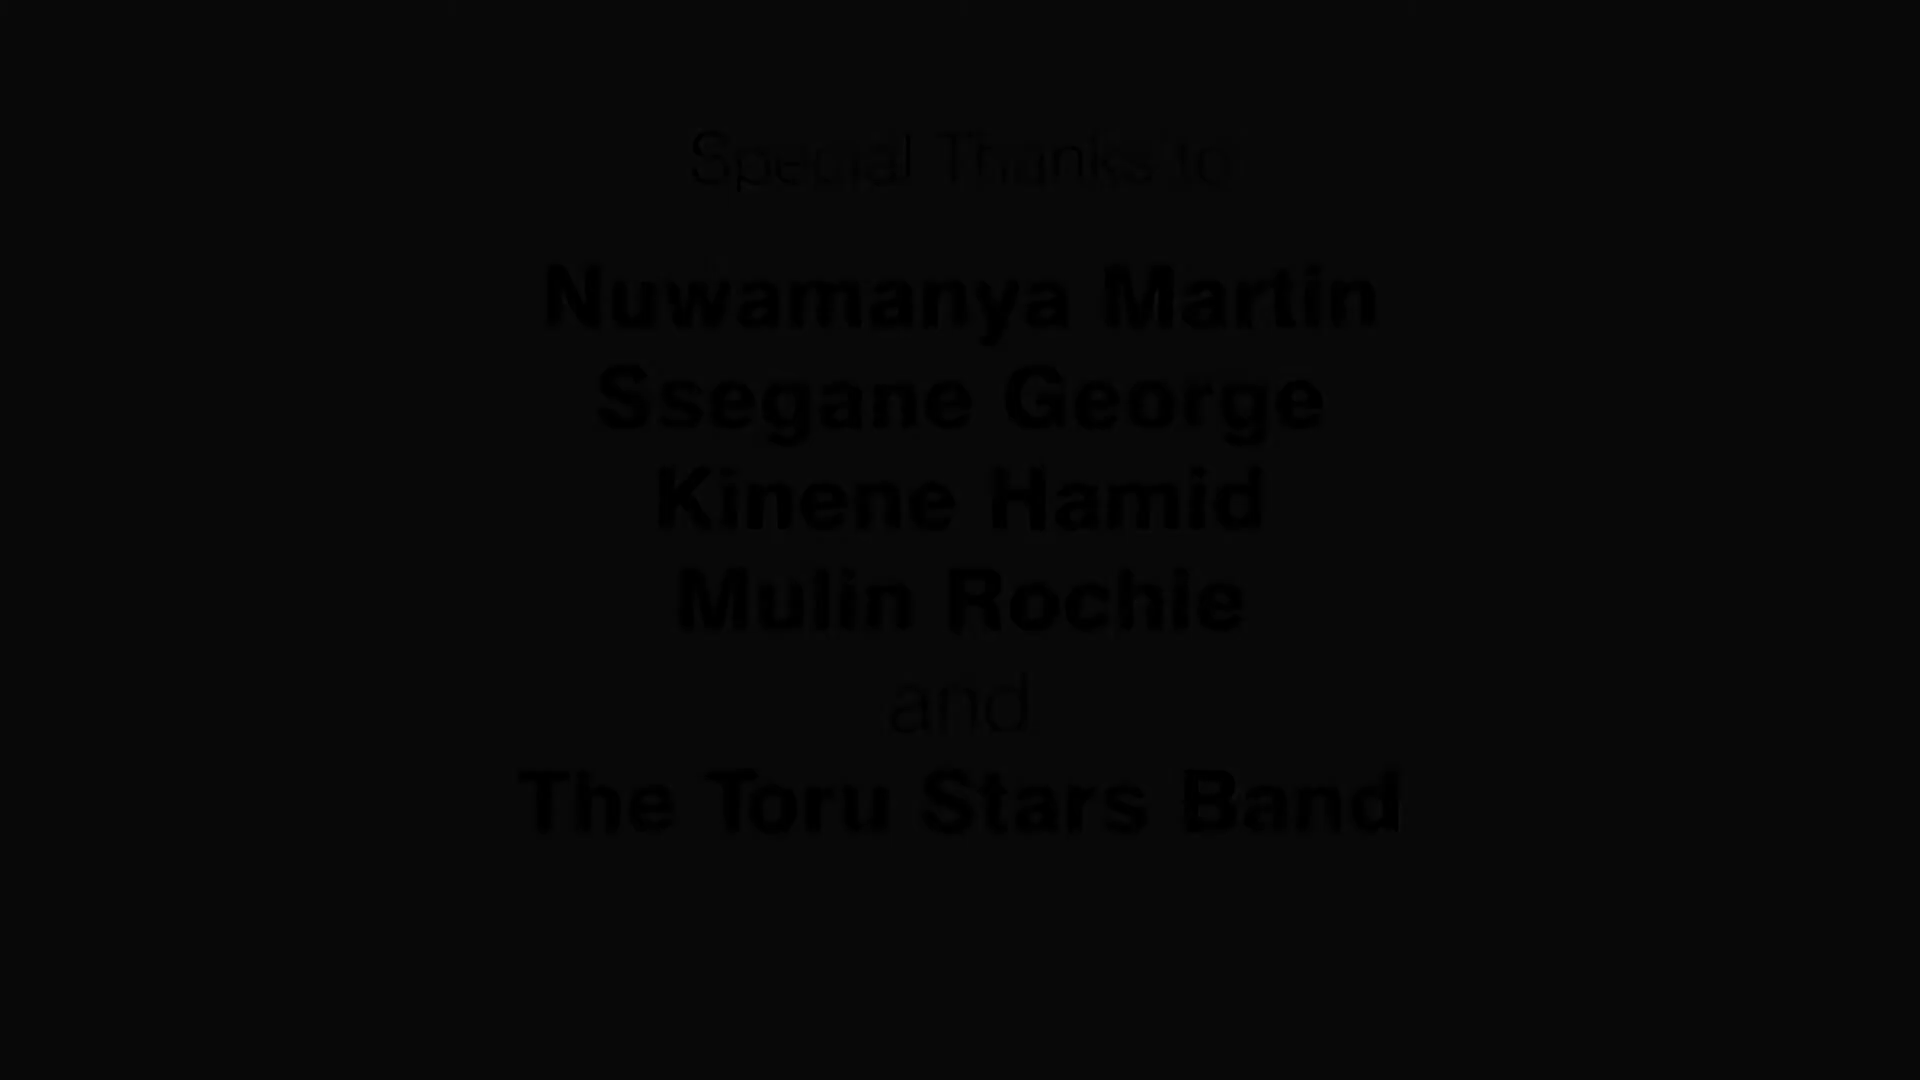 Special Thanks to
Nuwamanya Martin
Ssegane George
Kinene Hamid
Mulin Rochie
and
The Toru Stars Band